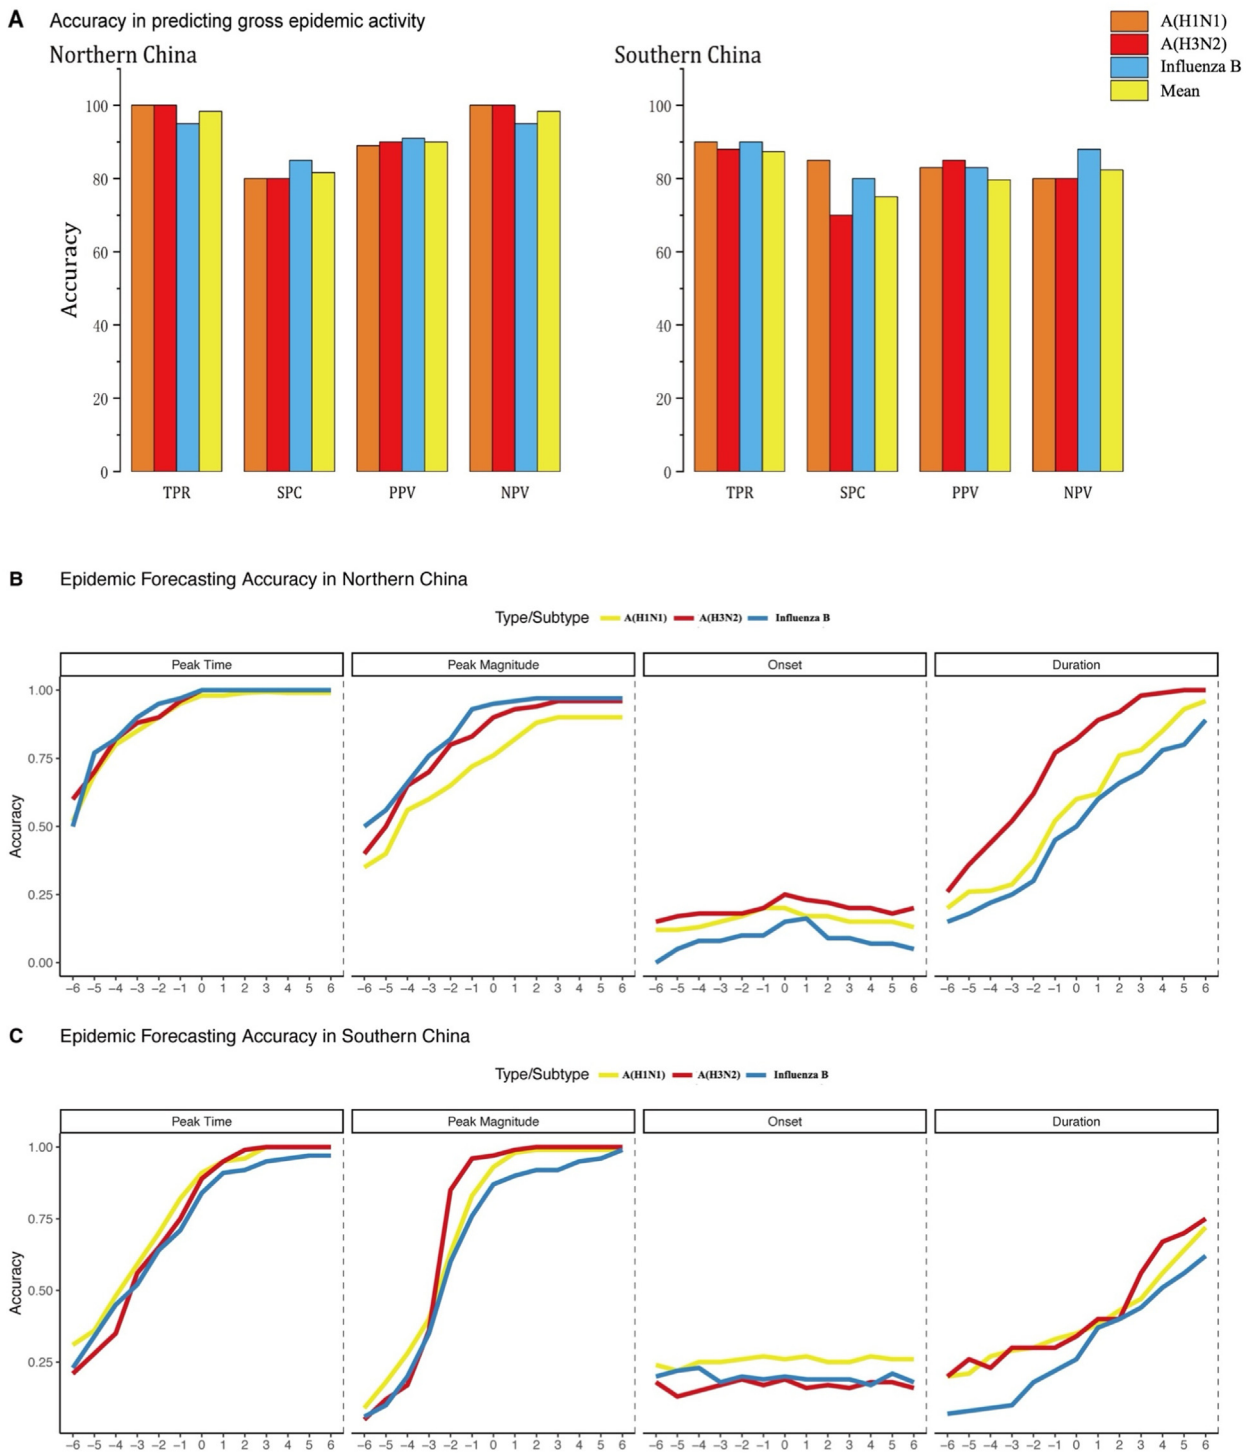 A Accuracy in predicting gross epidemic activity
A(H1N1)
A(H3N2)
Influenza B
Mean
Northern China
Southern China
Accuracy
100
80
60
40
20
0
TPR SPC PPV NPV
100
80
60
40
20
0
TPR SPC PPV NPV
B Epidemic Forecasting Accuracy in Northern China
Type/Subtype A(H1N1) A(H3N2) Influenza B
Peak Time Peak Magnitude Onset Duration
Accuracy
1.00
0.75
0.50
0.25
0.00
−6 −5 −4 −3 −2 −1 0 1 2 3 4 5 6 −6 −5 −4 −3 −2 −1 0 1 2 3 4 5 6 −6 −5 −4 −3 −2 −1 0 1 2 3 4 5 6 −6 −5 −4 −3 −2 −1 0 1 2 3 4 5 6
C Epidemic Forecasting Accuracy in Southern China
Type/Subtype A(H1N1) A(H3N2) Influenza B
Peak Time Peak Magnitude Onset Duration
Accuracy
1.00
0.75
0.50
0.25
−6 −5 −4 −3 −2 −1 0 1 2 3 4 5 6 −6 −5 −4 −3 −2 −1 0 1 2 3 4 5 6 −6 −5 −4 −3 −2 −1 0 1 2 3 4 5 6 −6 −5 −4 −3 −2 −1 0 1 2 3 4 5 6